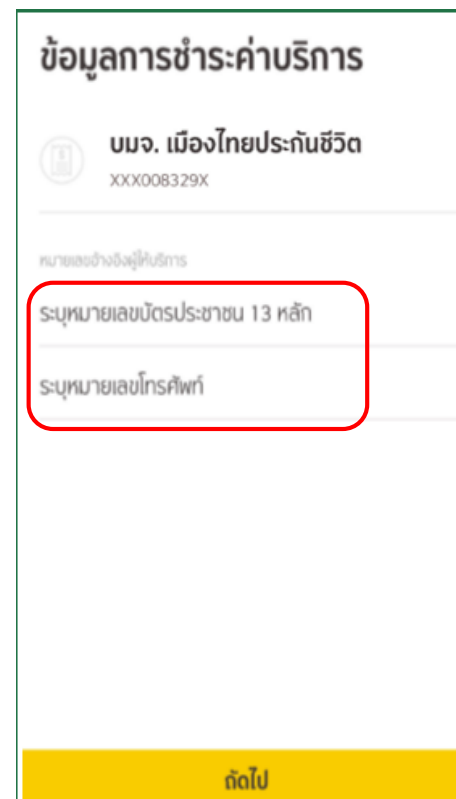 ข้อมูลการชำระค่าบริการ
บมจ. เมืองไทยประกันชีวิต
XXX008329X
หมายเลขอ้างอิงผู้ให้บริการ
ระบุหมายเลขบัตรประชาชน 13 หลัก
ระบุหมายเลขโทรศัพท์
ถัดไป